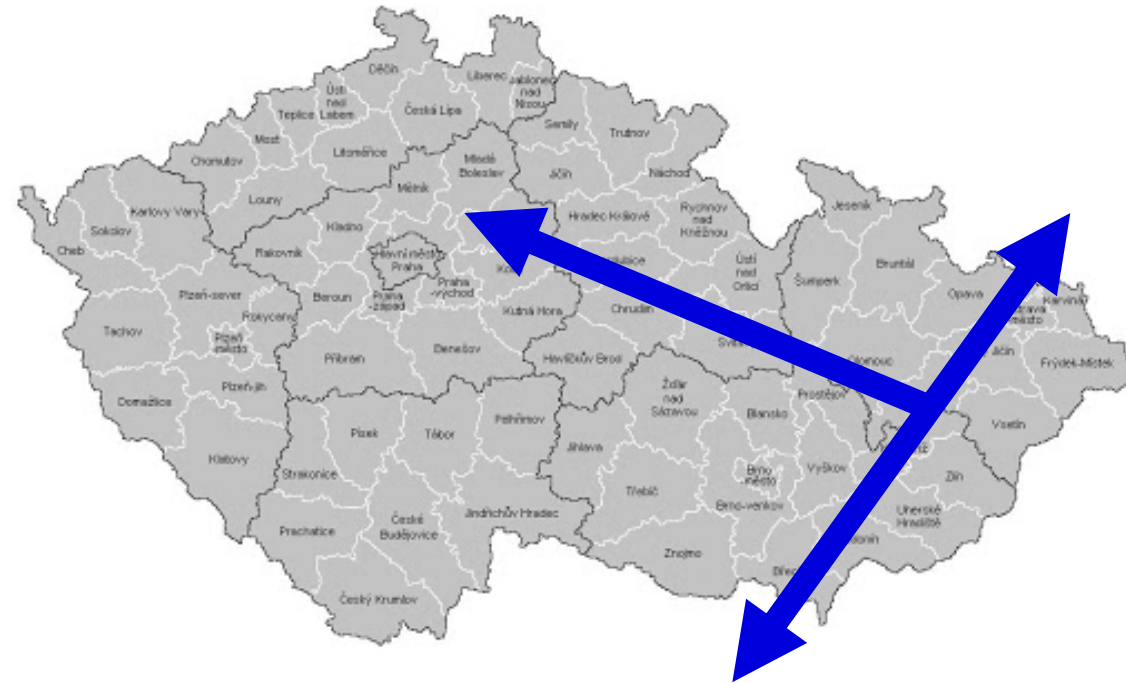 Děčín
Liberec
Jablonec
nad
Nisou
Ústí
nad
Labem
Teplice
Česká Lípa
Most
Semily
Trutnov
Chomutov
Litoměřice
Mladá
Boleslav
Jičín
Náchod
Mělník
Louny
Karlovy Vary
Sokolov
Cheb
Kladno
Rakovník
Hradec Králové
Rychnov
nad
Kněžnou
Jeseník
Hlavní město
Praha
Ústí
nad
Orlicí
Bruntál
Šumperk
Opava
Karviná
Plzeň-sever
Beroun
Praha
-západ
Praha
-východ
Rokycany
Kutná Hora
Chrudim
Tachov
Plzeň
-město
Příbram
Benešov
Havlíčkův Brod
Olomouc
Frýdek-Místek
Plzeň-jih
Domažlice
Žďár
nad
Sázavou
Prostějov
Blansko
Vsetín
Pelhřimov
Písek
Tábor
Klatovy
Strakonice
Jihlava
Vyškov
Zlín
Brno
-město
Třebíč
Brno-venkov
Uherské
Hradiště
Jindřichův Hradec
Prachatice
České
Budějovice
Znojmo
Český Krumlov